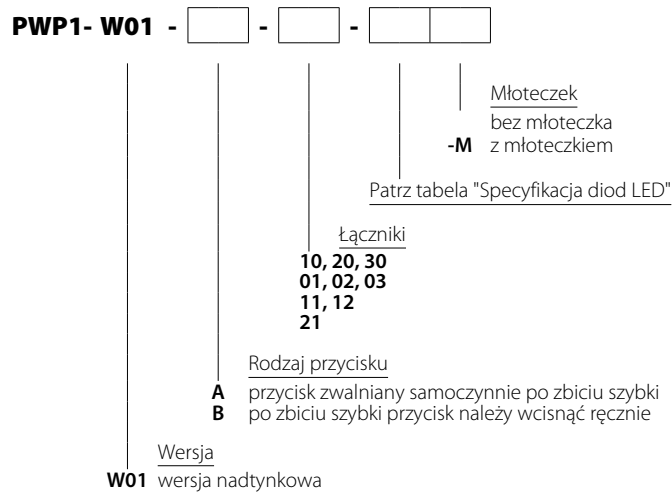 PWP1- W01 - - -
Młoteczek
bez młoteczka
-M z młoteczkiem
Patrz tabela "Specyfikacja diod LED"
Łączniki
10, 20, 30
01, 02, 03
11, 12
21
Rodzaj przycisku
A przycisk zwalniany samoczynnie po zbiciu szybki
B po zbiciu szybki przycisk należy wcisnąć ręcznie
Wersja
W01 wersja nadtynkowa